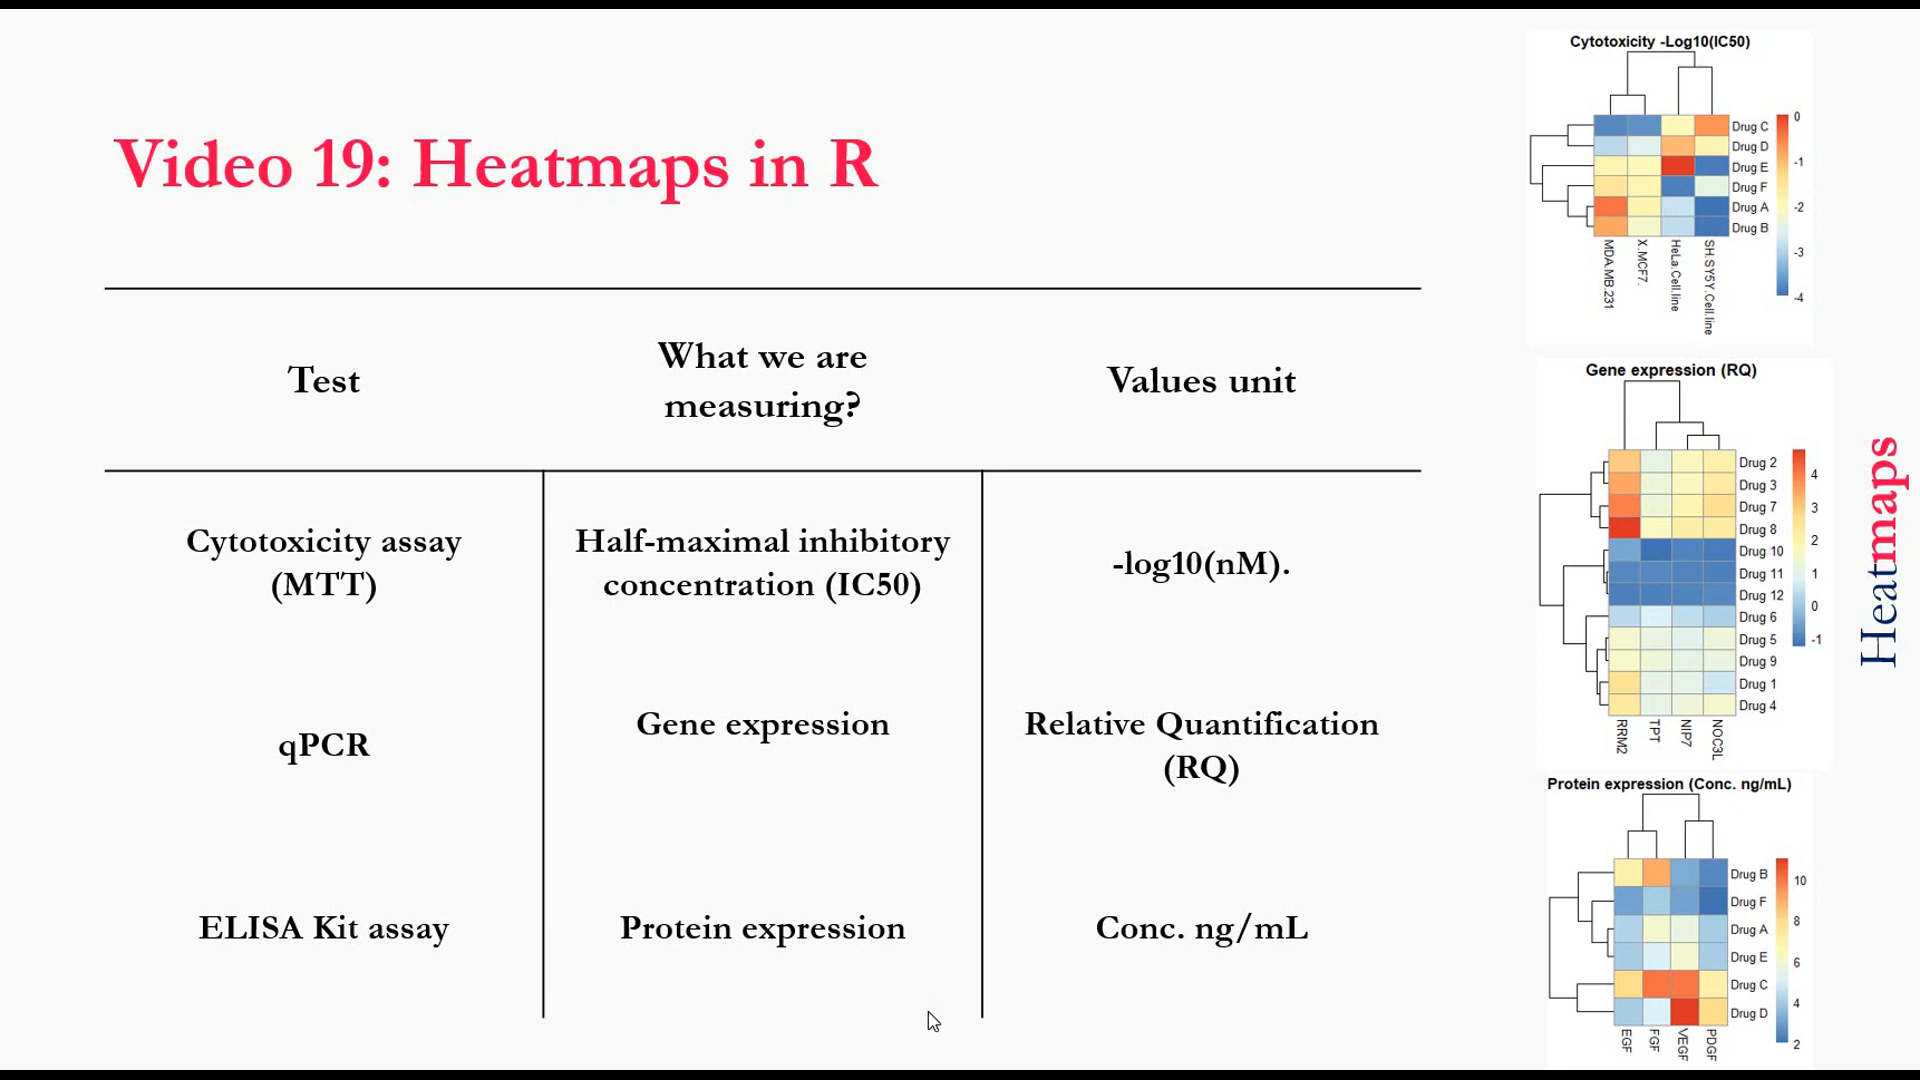 Video 19: Heatmaps in R
Test
What we are
measuring?
Values unit
Cytotoxicity assay
(MTT)
Half-maximal inhibitory
concentration (IC50)
-log10(nM).
qPCR
Gene expression
Relative Quantification
(RQ)
ELISA Kit assay
Protein expression
Conc. ng/mL
Cytotoxicity -Log10(IC50)
Drug C
Drug D
Drug E
Drug F
Drug A
Drug B
0
-1
-2
-3
-4
MDA.MB.231
X.MCF7.
HeLa.Cell.line
SH.SY5Y.Cell.line
Gene expression (RQ)
Drug 2
Drug 3
Drug 7
Drug 8
Drug 10
Drug 11
Drug 12
Drug 6
Drug 5
Drug 9
Drug 1
Drug 4
4
3
2
1
0
-1
RRM2
TPT
NIP7
NOC3L
Protein expression (Conc. ng/mL)
Drug B
Drug F
Drug A
Drug E
Drug C
Drug D
10
8
6
4
2
EGF
FGF
VEGF
PDGF
Heatmaps